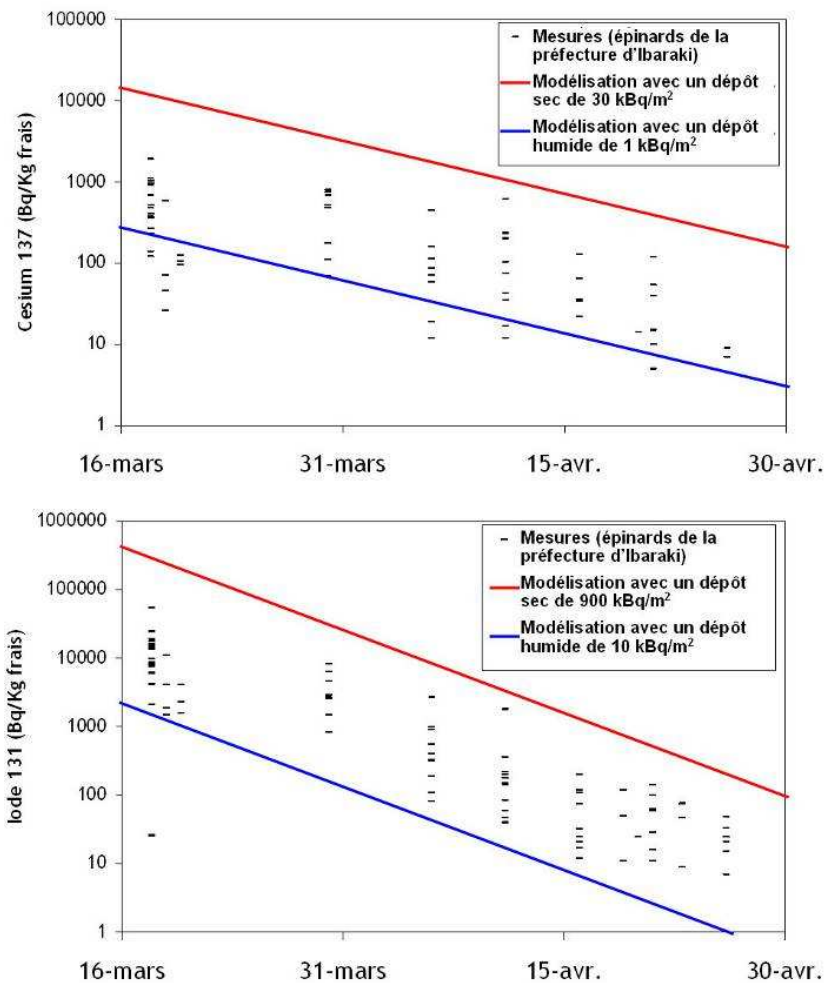 100000
10000
1000
100
10
1
Cesium 137 (Bq/Kg frais)
- Mesures (épinards de la
préfecture d'Ibaraki)
Modélisation avec un dépôt
sec de 30 kBq/m²
Modélisation avec un dépôt
humide de 1 kBq/m²
16-mars 31-mars 15-avr. 30-avr.
1000000
100000
10000
1000
100
10
1
Iode 131 (Bq/Kg frais)
- Mesures (épinards de la
préfecture d'Ibaraki)
Modélisation avec un dépôt
sec de 900 kBq/m²
Modélisation avec un dépôt
humide de 10 kBq/m²
16-mars 31-mars 15-avr. 30-avr.